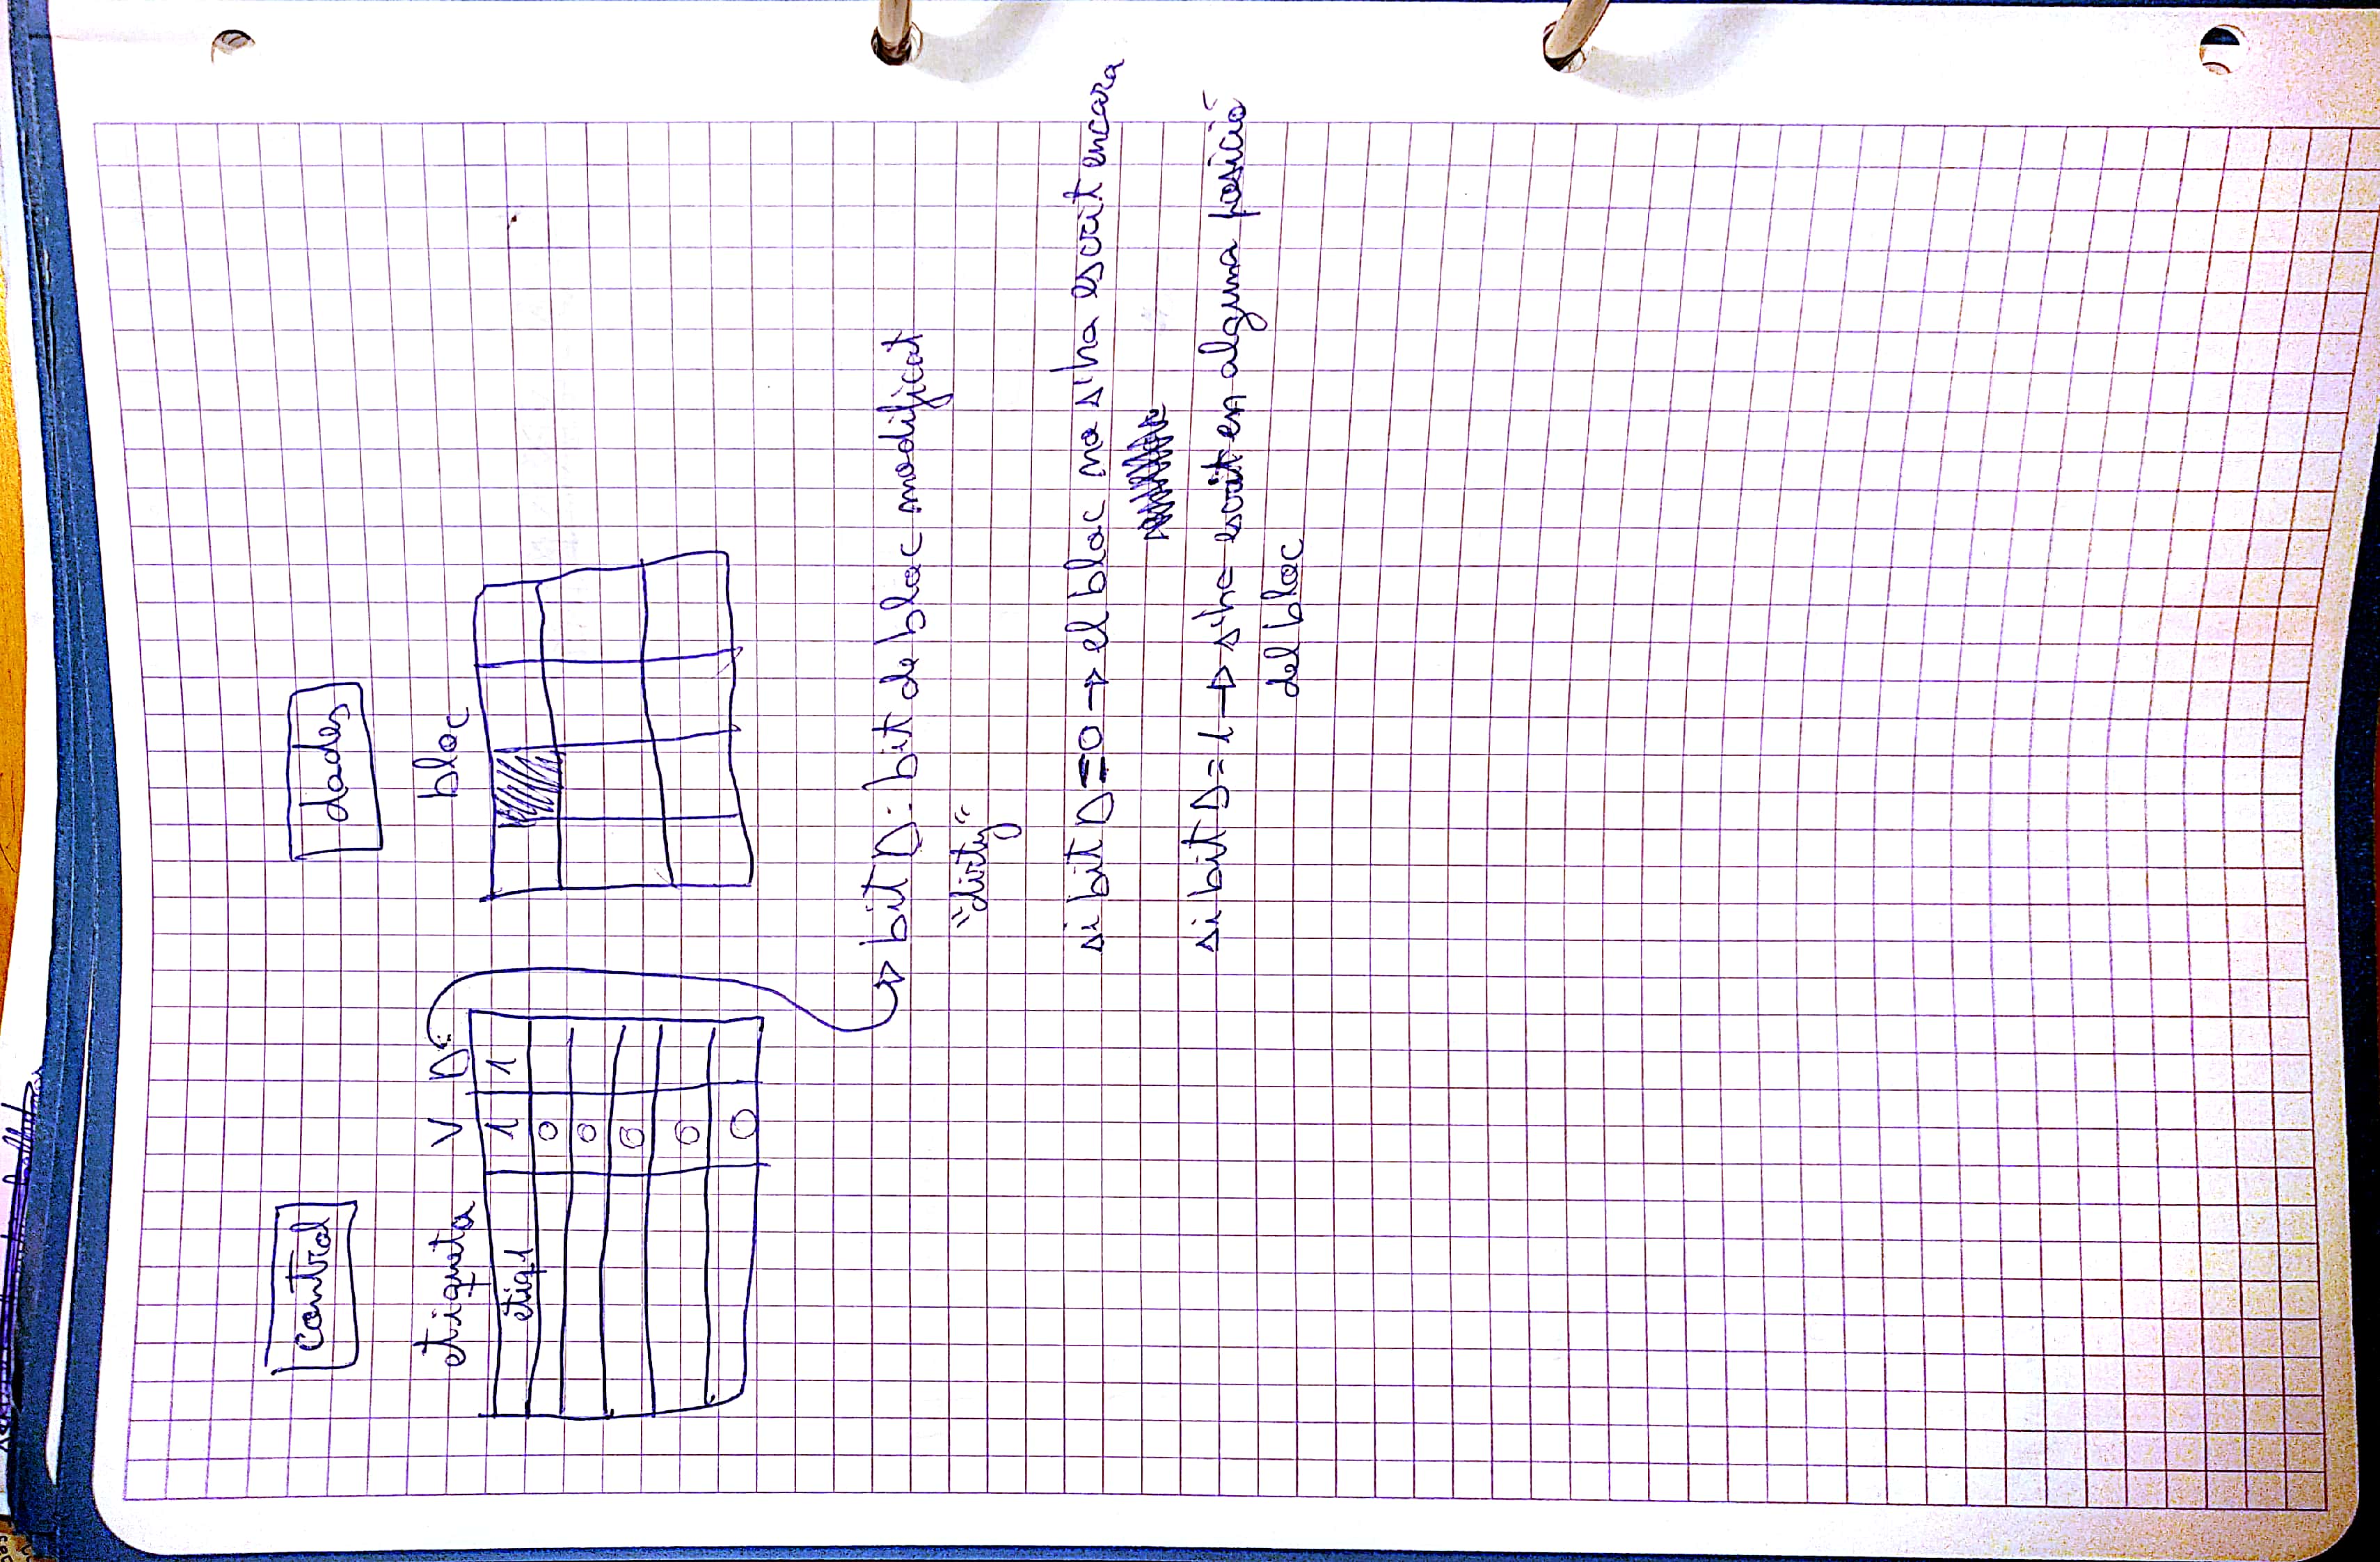 control
dades
etiqueta V D
bloc
etiq1 1 1
0
0
0
0
0
bit D: bit de bloc modificat
"dirty"
si bit D=0 → el bloc no s'ha escrit encara
si bit D=1 → s'ha escrit en alguna posició
del bloc